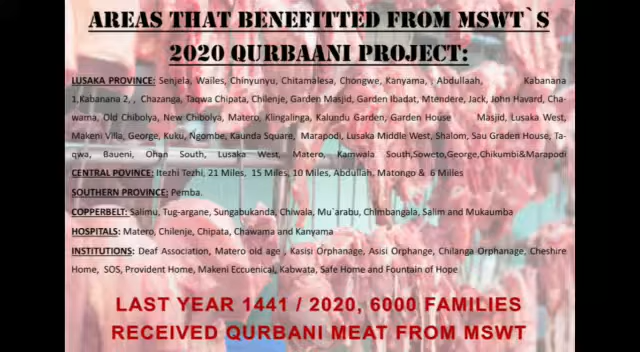 AREAS THAT BENEFITTED FROM MSWT`S
2020 QURBAANI PROJECT:
LUSAKA PROVINCE: Senjela, Wailes, Chinyunyu, Chitamalesa, Chongwe, Kanyama, . Abdullaah, Kabanana
1,Kabanana 2, , Chazanga, Taqwa Chipata, Chilenje, Garden Masjid, Garden Ibadat, Mtendere, Jack, John Havard, Cha-
wama, Old Chibolya, New Chibolya, Matero, Klingalinga, Kalundu Garden, Garden House Masjid, Lusaka West,
Makeni Villa, George, Kuku, Ngombe, Kaunda Square, Marapodi, Lusaka Middle West, Shalom, Sau Graden House, Ta-
qwa, Baueni, Ohan South, Lusaka West, Matero, Kamwala South,Soweto,George,Chikumbi&Marapodi
CENTRAL POVINCE: Itezhi Tezhi, 21 Miles, 15 Miles, 10 Miles, Abdullah, Matongo & 6 Milles
SOUTHERN PROVINCE: Pemba.
COPPERBELT: Salimu, Tug-argane, Sungabukanda, Chiwala, Mu`arabu, Chimbangala, Salim and Mukaumba
HOSPITALS: Matero, Chilenje, Chipata, Chawama and Kanyama
INSTITUTIONS: Deaf Association, Matero old age , Kasisi Orphanage, Asisi Orphange, Chilanga Orphanage, Cheshire
Home, SOS, Provident Home, Makeni Eccuenical, Kabwata, Safe Home and Fountain of Hope
LAST YEAR 1441 / 2020, 6000 FAMILIES
RECEIVED QURBANI MEAT FROM MSWT